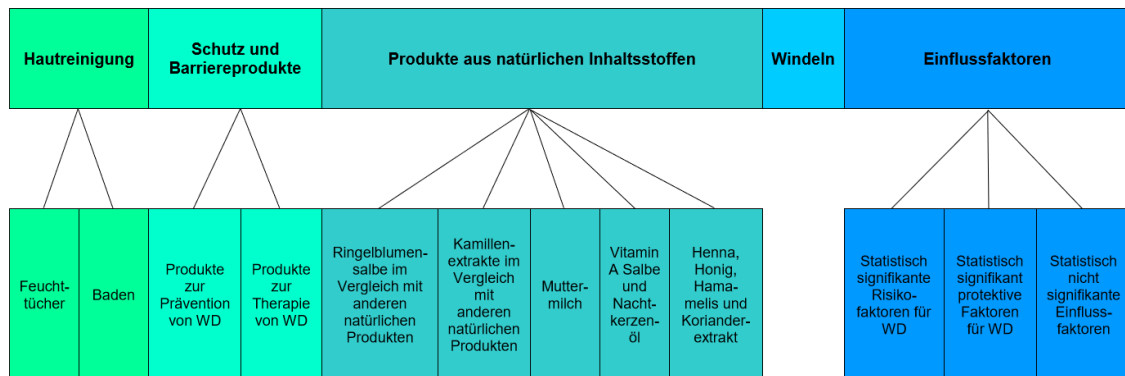 Hautreinigung
Schutz und
Barriereprodukte
Produkte aus natürlichen Inhaltsstoffen
Windeln
Einflussfaktoren
Feucht-
tücher
Baden
Produkte
zur
Prävention
von WD
Produkte
zur
Therapie
von WD
Ringelblumen-
salbe im
Vergleich mit
anderen
natürlichen
Produkten
Kamillen-
extrakte im
Vergleich
mit
anderen
natürlichen
Produkten
Mutter-
milch
Vitamin
A Salbe
und
Nacht-
kerzen-
öl
Henna,
Honig,
Hama-
melis und
Koriander-
extrakt
Statistisch
signifikante
Risiko-
faktoren für
WD
Statistisch
signifikant
protektive
Faktoren
für WD
Statistisch
nicht
signifikante
Einfluss-
faktoren